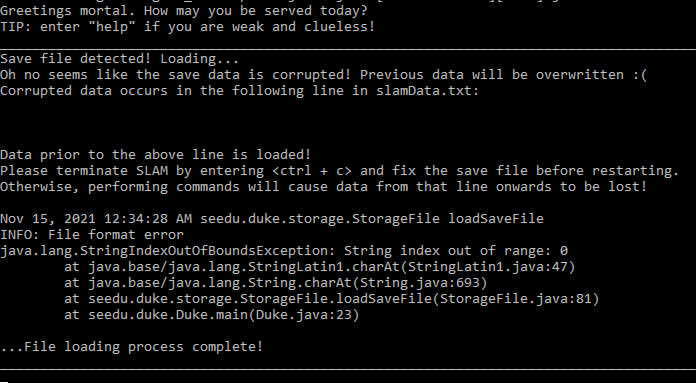 Greetings mortal. How may you be served today?
TIP: enter "help" if you are weak and clueless!
Save file detected! Loading...
Oh no seems like the save data is corrupted! Previous data will be overwritten :(
Corrupted data occurs in the following line in slamData.txt:
Data prior to the above line is loaded!
Please terminate SLAM by entering <ctrl + c> and fix the save file before restarting.
Otherwise, performing commands will cause data from that line onwards to be lost!
Nov 15, 2021 12:34:28 AM seedu.duke.storage.StorageFile loadSaveFile
INFO: File format error
java.lang.StringIndexOutOfBoundsException: String index out of range: 0
        at java.base/java.lang.StringLatin1.charAt(StringLatin1.java:47)
        at java.base/java.lang.String.charAt(String.java:693)
        at seedu.duke.storage.StorageFile.loadSaveFile(StorageFile.java:81)
        at seedu.duke.Duke.main(Duke.java:23)
...File loading process complete!